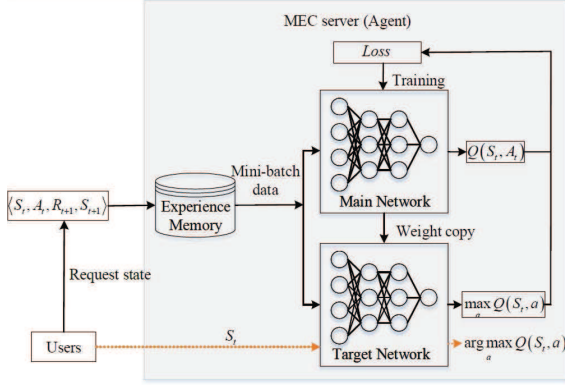 MEC server (Agent)
Loss
Training
Q(S_t, A_t)
Main Network
Mini-batch
data
⟨S_t, A_t, R_{t+1}, S_{t+1}⟩
Experience
Memory
Weight copy
Request state
max_a Q(S_t, a)
Users
S_t
Target Network
arg max_a Q(S_t, a)